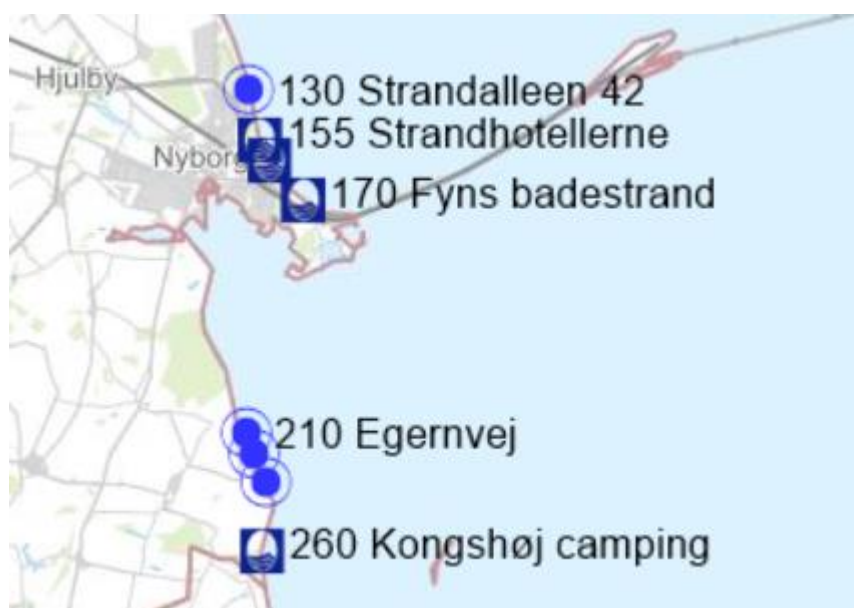 Hjulby
130 Strandalleen 42
155 Strandhotellerne
Nyborg
170 Fyns badestrand
210 Egernvej
260 Kongshøj camping